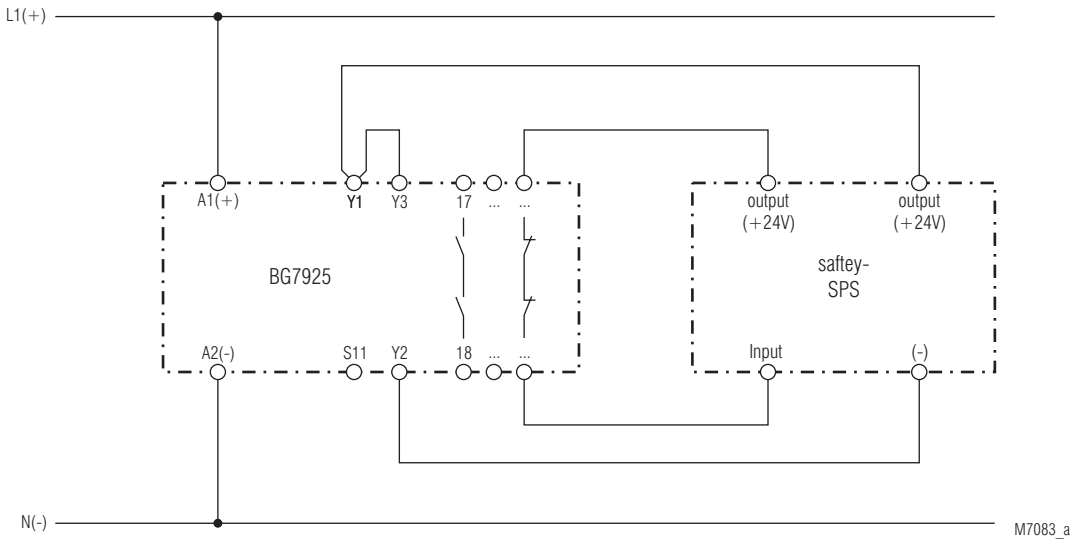 L1(+)
A1(+) Y1 Y3 17 ... ...
output
(+24V)
output
(+24V)
BG7925
saftey-
SPS
A2(-) S11 Y2 18 ... ...
Input (-)
N(-)
M7083_a